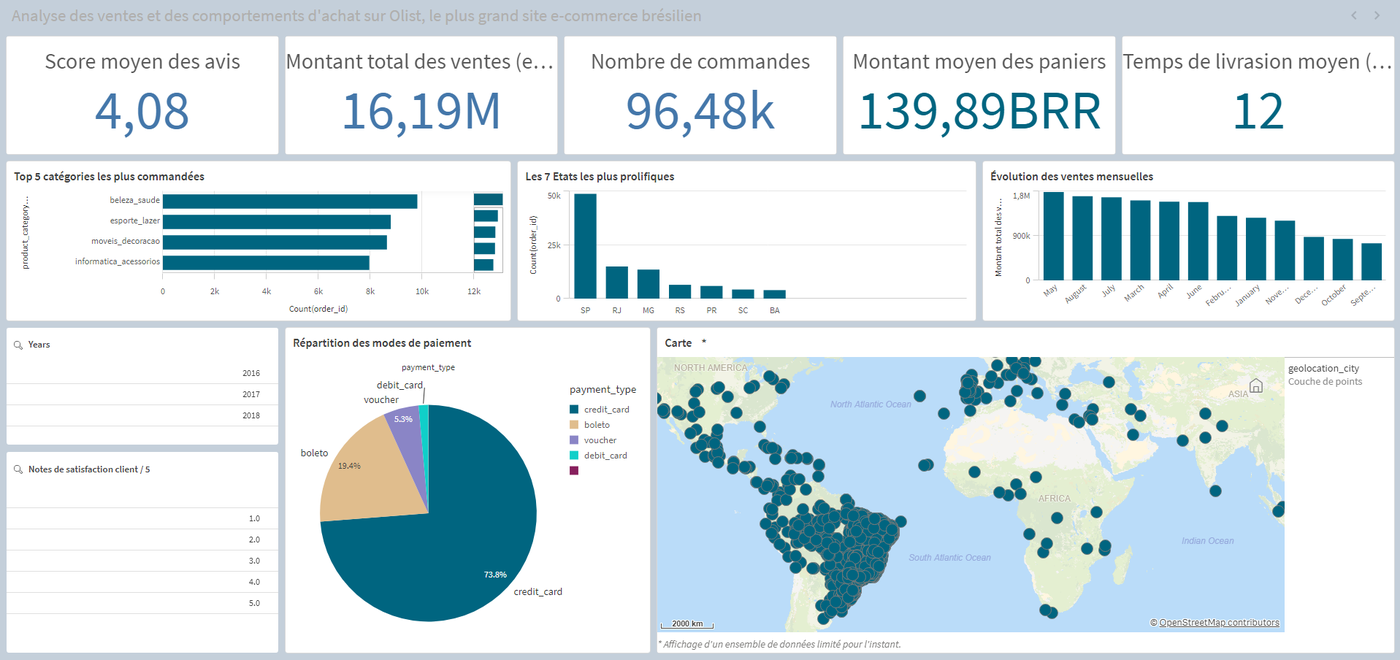 Analyse des ventes et des comportements d'achat sur Olist, le plus grand site e-commerce brésilien
Score moyen des avis
4,08
Montant total des ventes (e...
16,19M
Nombre de commandes
96,48k
Montant moyen des paniers
139,89BRR
Temps de livrasion moyen (...
12
Top 5 catégories les plus commandées
product_category...
beleza_saude
esporte_lazer
moveis_decoracao
informatica_acessorios
0 2k 4k 6k 8k 10k 12k
Count(order_id)
Les 7 Etats les plus prolifiques
Count(order_id)
50k
25k
0
SP RJ MG RS PR SC BA
Évolution des ventes mensuelles
Montant total des v...
1,8M
900k
0
May August July March April June Febru... January Nove... Dece... October Septe...
Years
2016
2017
2018
Notes de satisfaction client / 5
1.0
2.0
3.0
4.0
5.0
Répartition des modes de paiement
payment_type
debit_card
voucher
5.3%
boleto
19.4%
73.8%
credit_card
payment_type
credit_card
boleto
voucher
debit_card
Carte *
NORTH AMERICA
North Atlantic Ocean
ASIA
AFRICA
South Atlantic Ocean
Indian Ocean
2000 km
© OpenStreetMap contributors
geolocation_city
Couche de points
* Affichage d'un ensemble de données limité pour l'instant.